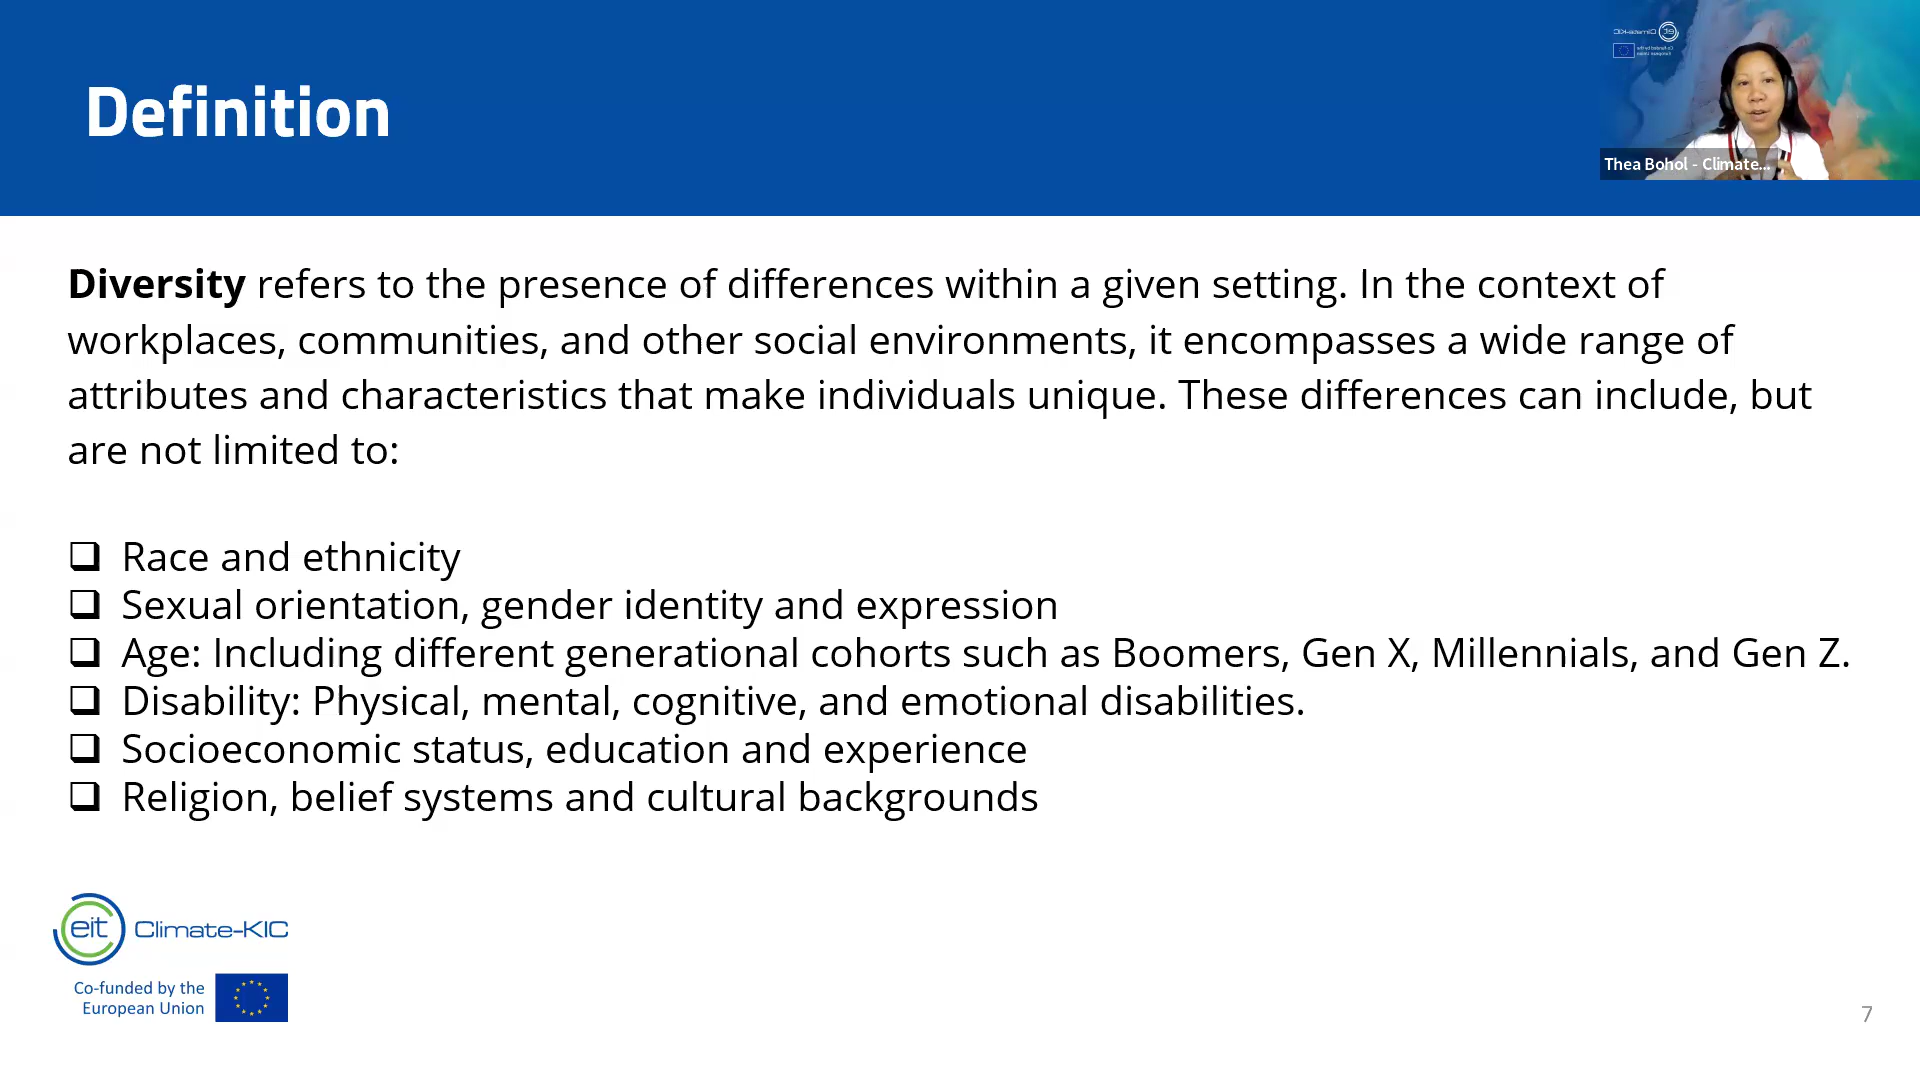 Definition
Thea Bohol - Climate...
Diversity refers to the presence of differences within a given setting. In the context of
workplaces, communities, and other social environments, it encompasses a wide range of
attributes and characteristics that make individuals unique. These differences can include, but
are not limited to:
❑ Race and ethnicity
❑ Sexual orientation, gender identity and expression
❑ Age: Including different generational cohorts such as Boomers, Gen X, Millennials, and Gen Z.
❑ Disability: Physical, mental, cognitive, and emotional disabilities.
❑ Socioeconomic status, education and experience
❑ Religion, belief systems and cultural backgrounds
eit Climate-KIC
Co-funded by the
European Union
7